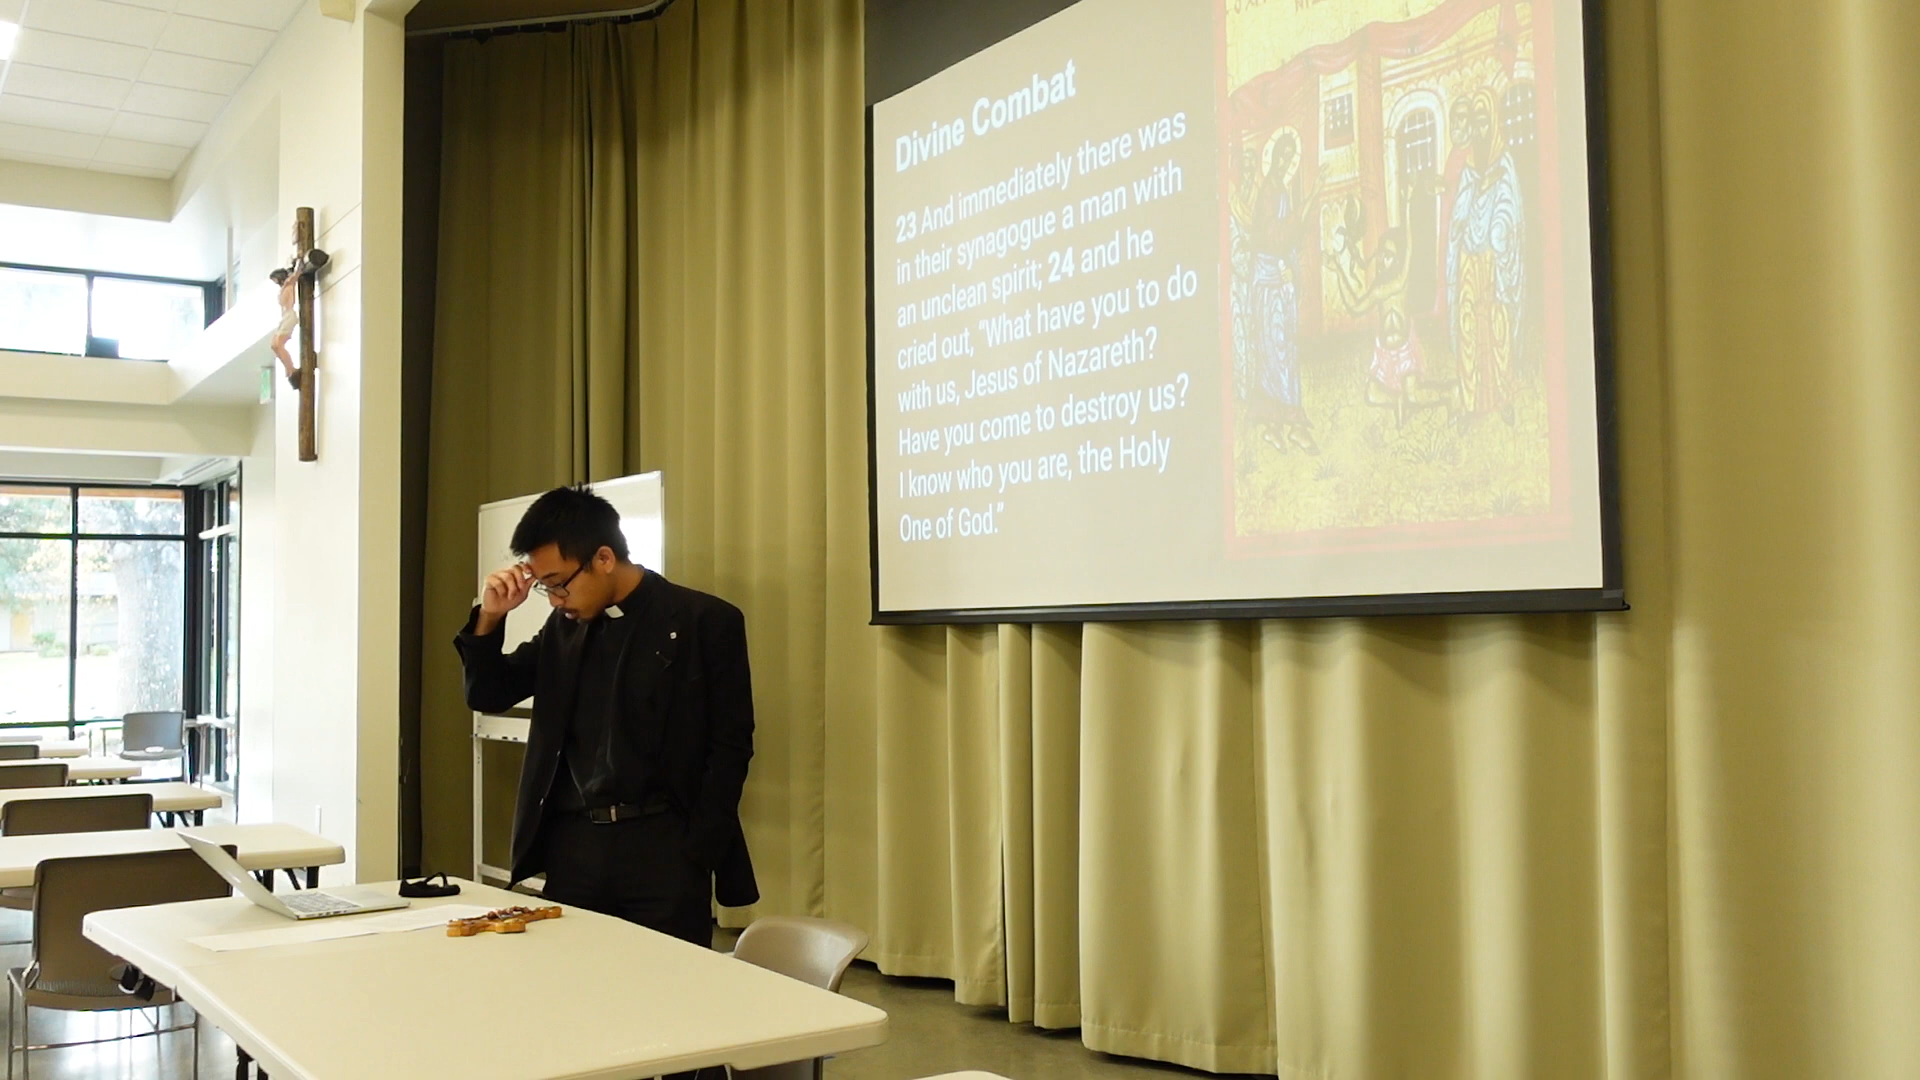 Divine Combat
23 And immediately there was
in their synagogue a man with
an unclean spirit; 24 and he
cried out, “What have you to do
with us, Jesus of Nazareth?
Have you come to destroy us?
I know who you are, the Holy
One of God.”